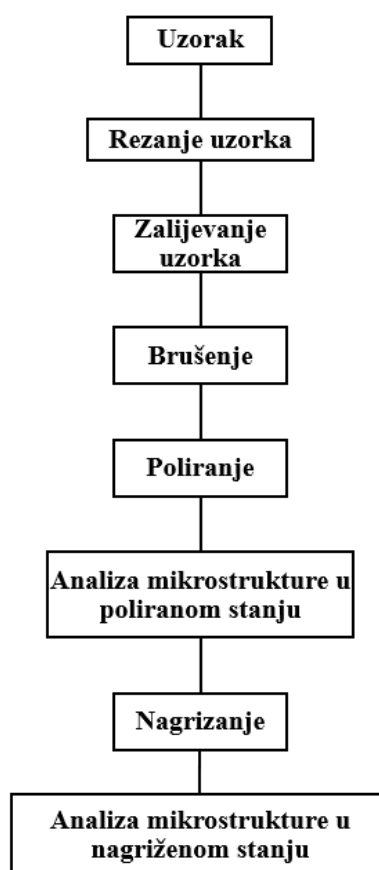 Uzorak
Rezanje uzorka
Zalijevanje
uzorka
Brušenje
Poliranje
Analiza mikrostrukture u
poliranom stanju
Nagrizanje
Analiza mikrostrukture u
nagriženom stanju